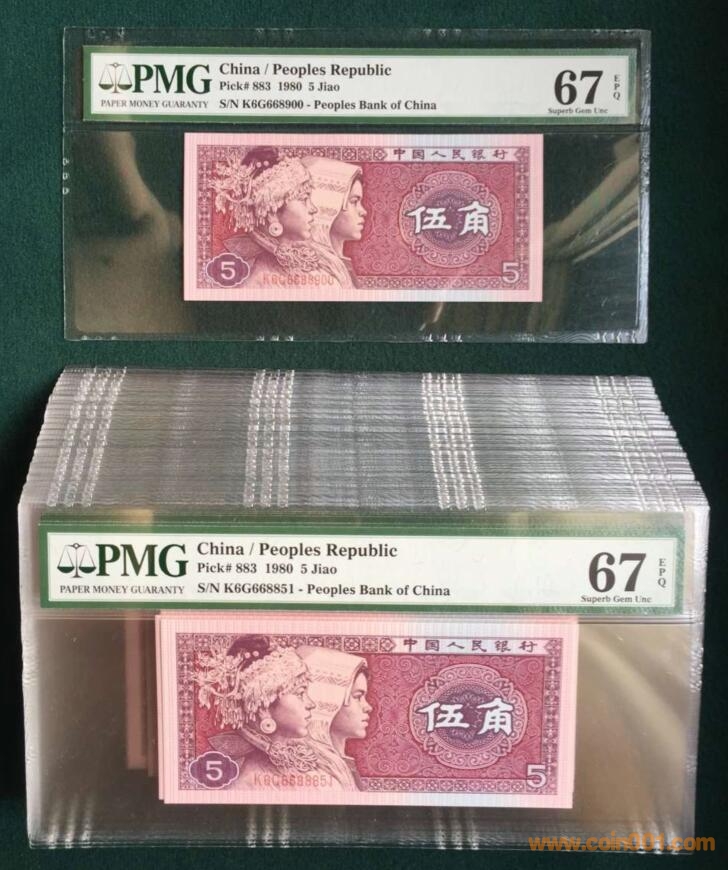 PMG
PAPER MONEY GUARANTY
China / Peoples Republic
Pick# 883 1980 5 Jiao
S/N K6G668900 - Peoples Bank of China
67
EPQ
Superb Gem Unc
中国人民银行
伍角
5
K6G668900
5
PMG
PAPER MONEY GUARANTY
China / Peoples Republic
Pick# 883 1980 5 Jiao
S/N K6G668851 - Peoples Bank of China
67
EPQ
Superb Gem Unc
中国人民银行
伍角
5
K6G668851
5
www.coin001.com